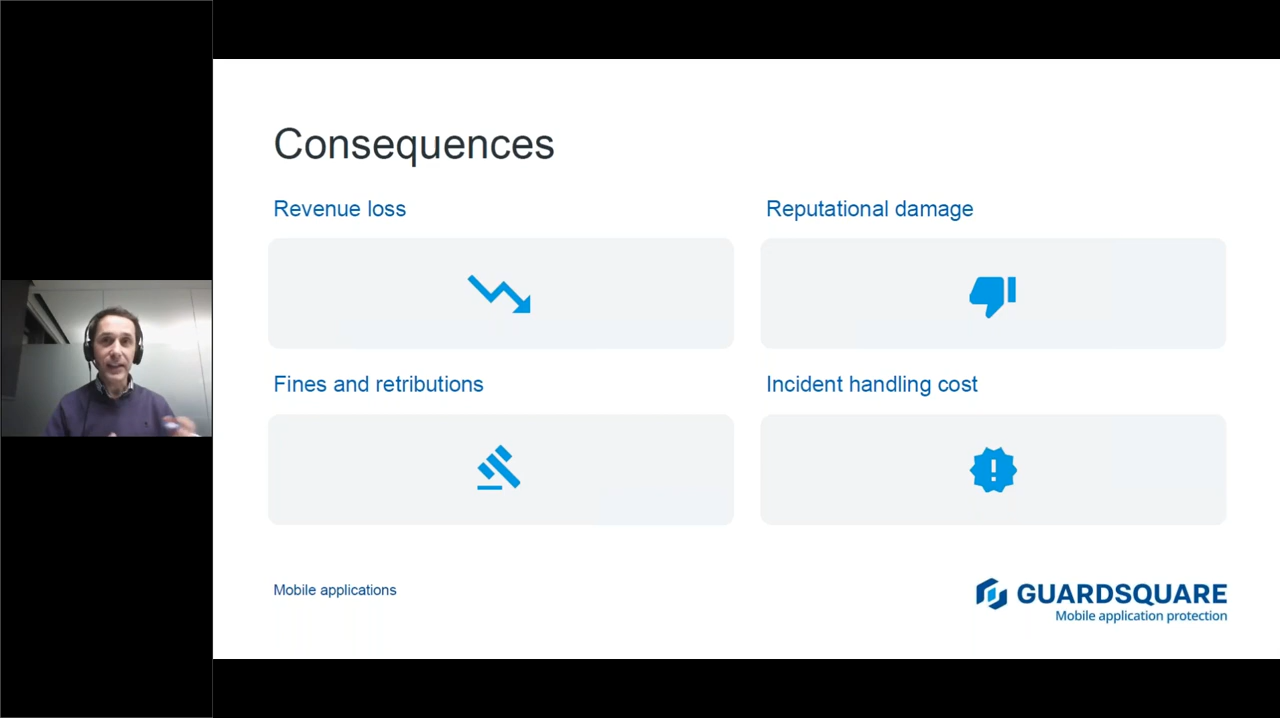 Consequences
Revenue loss
Reputational damage
Fines and retributions
Incident handling cost
Mobile applications
GUARDSQUARE
Mobile application protection